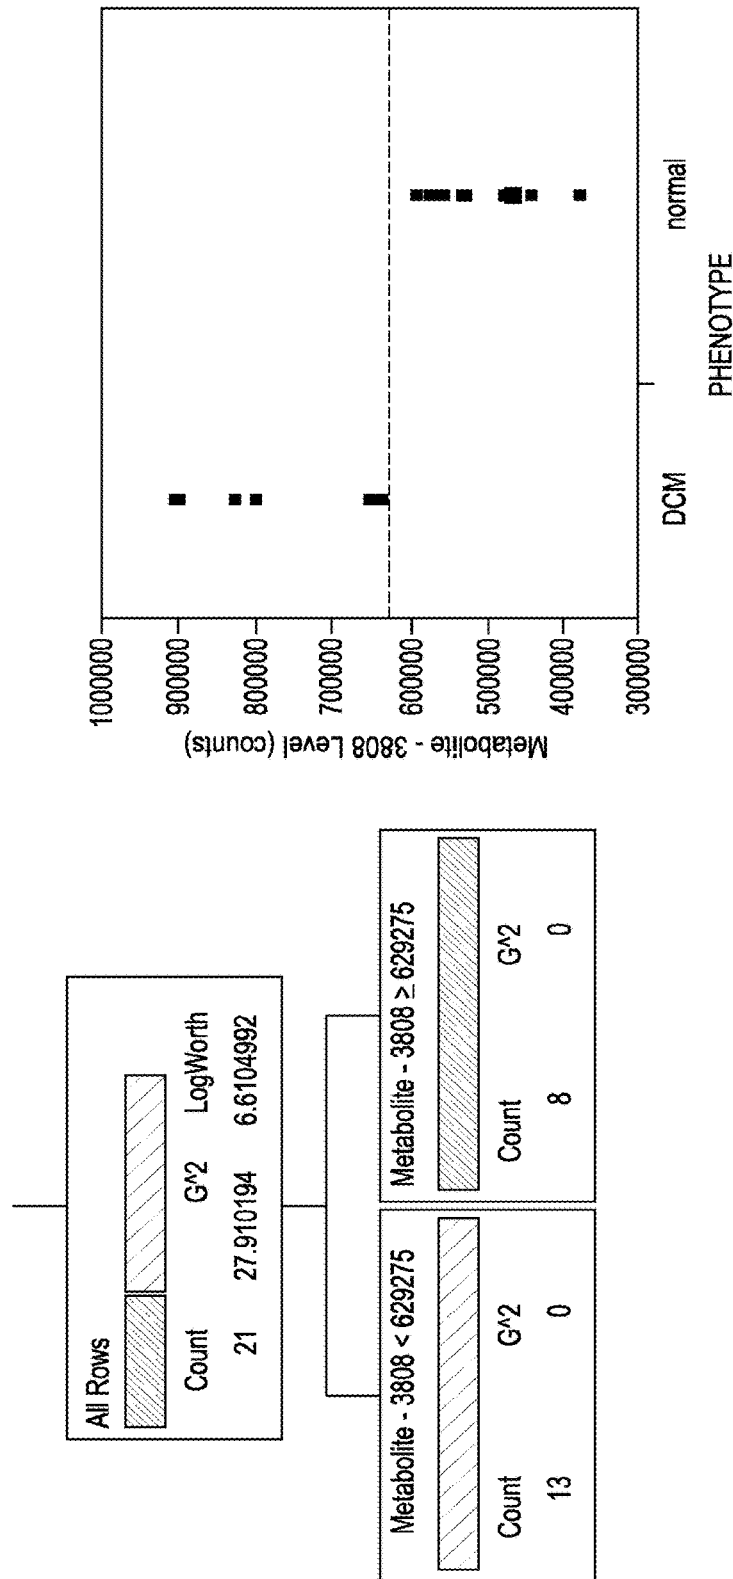 All Rows
Count G^2 LogWorth
21 27.910194 6.6104992
Metabolite - 3808 < 629275
Count G^2
13 0
Metabolite - 3808 ≥ 629275
Count G^2
8 0
Metabolite - 3808 Level (counts)
1000000
900000
800000
700000
600000
500000
400000
300000
DCM normal
PHENOTYPE